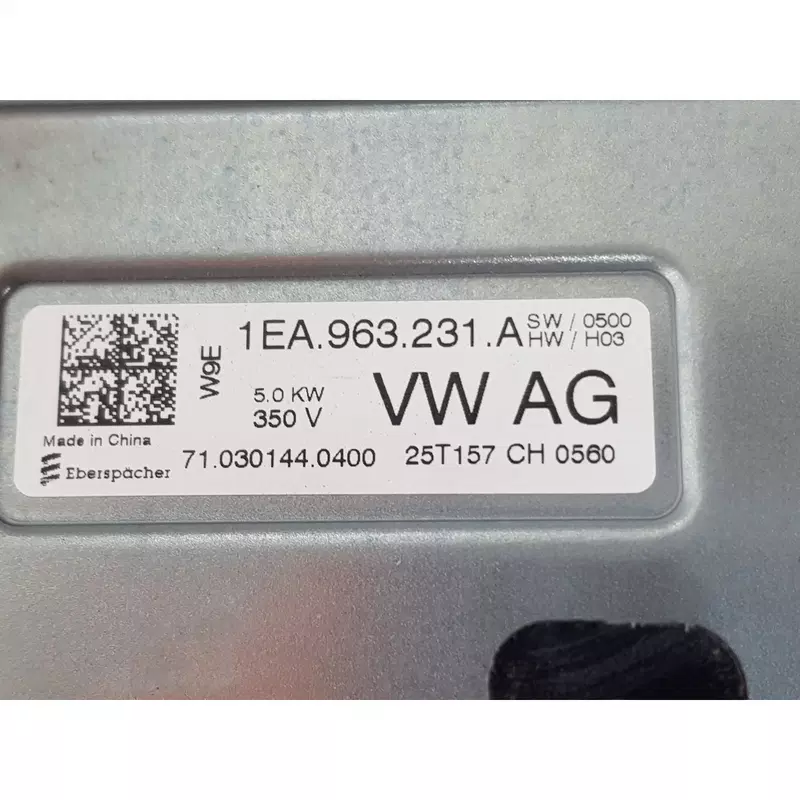 1EA.963.231.A SW / 0500
HW / H03
W9E
5.0 KW
350 V
VW AG
Made in China
Eberspächer
71.030144.0400 25T157 CH 0560